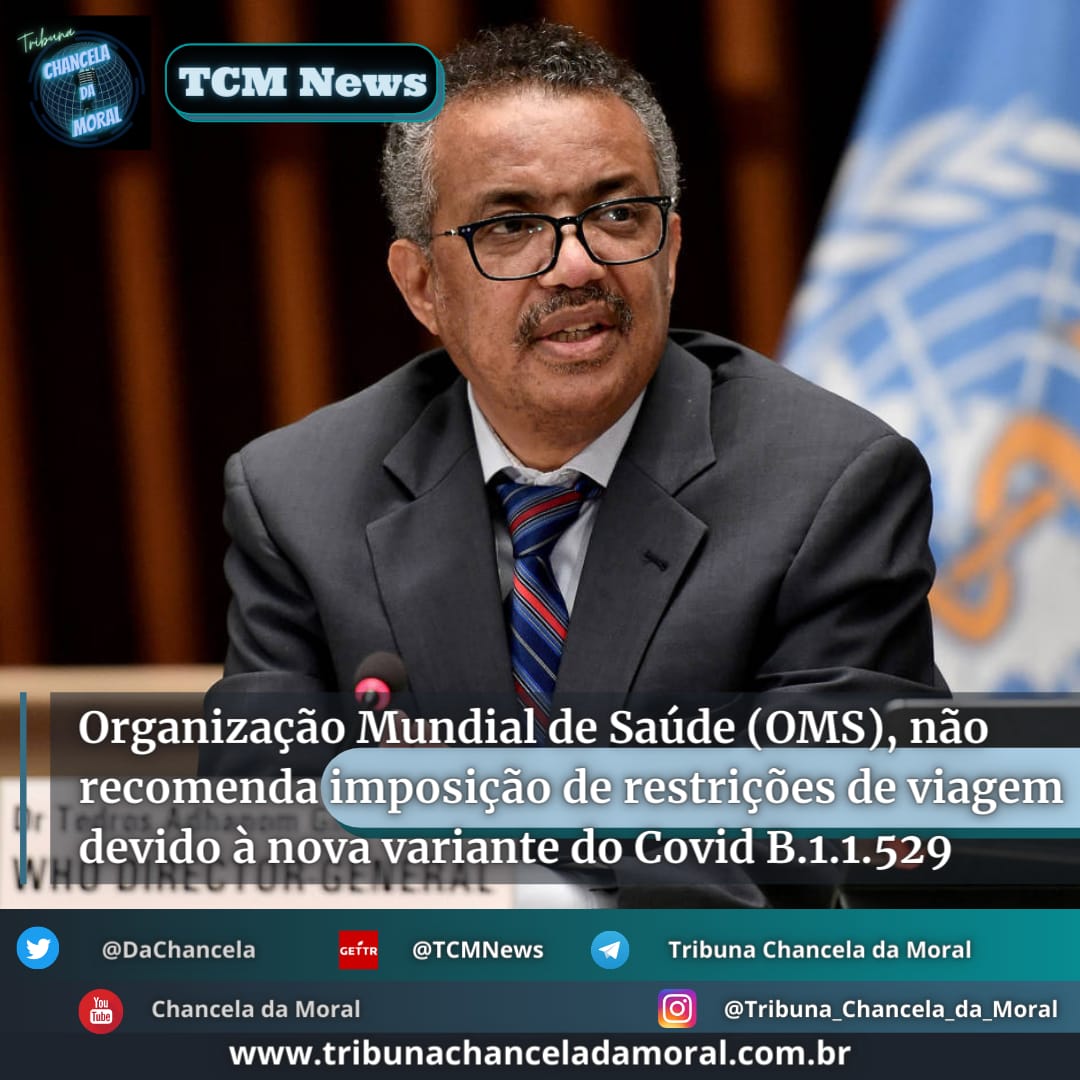 Tribuna
CHANCELA
DA
MORAL
TCM News
Organização Mundial de Saúde (OMS), não
recomenda imposição de restrições de viagem
devido à nova variante do Covid B.1.1.529
Dr Tedros Adhanom
WHO DIRECTOR-GENERAL
@DaChancela
GETTR
@TCMNews
Tribuna Chancela da Moral
You
Tube
Chancela da Moral
@Tribuna_Chancela_da_Moral
www.tribunachanceladamoral.com.br